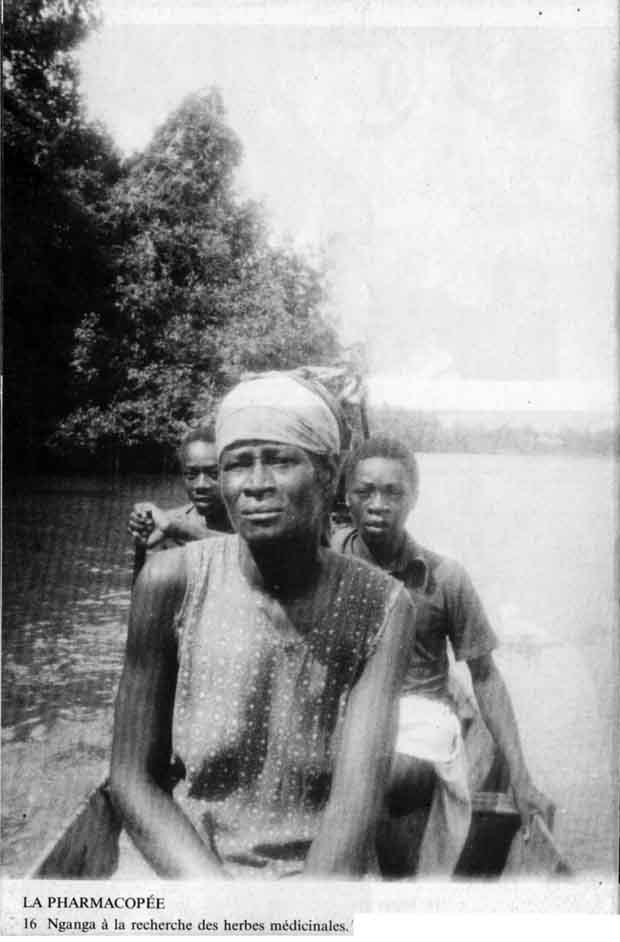 LA PHARMACOPÉE
16 Nganga à la recherche des herbes médicinales.